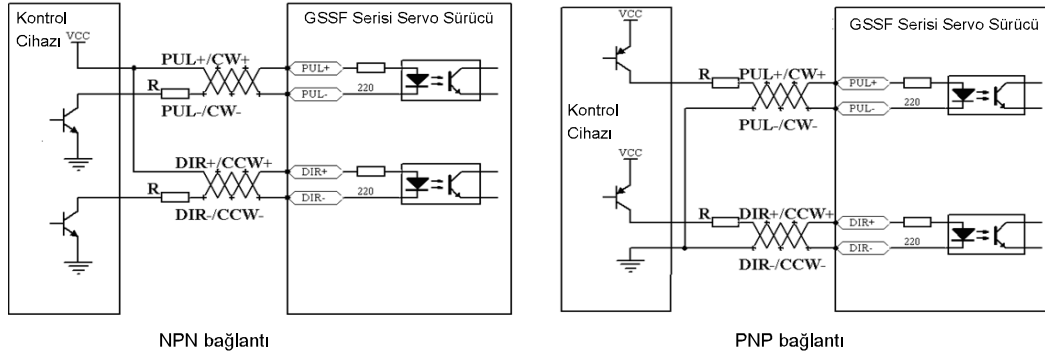 Kontrol
Cihazı
VCC
PUL+/CW+
R
PUL-/CW-
DIR+/CCW+
R
DIR-/CCW-
GSSF Serisi Servo Sürücü
PUL+
PUL-
220
DIR+
DIR-
220
NPN bağlantı
VCC
Kontrol
Cihazı
VCC
R
PUL+/CW+
PUL-/CW-
R
DIR+/CCW+
DIR-/CCW-
GSSF Serisi Servo Sürücü
PUL+
PUL-
220
DIR+
DIR-
220
PNP bağlantı